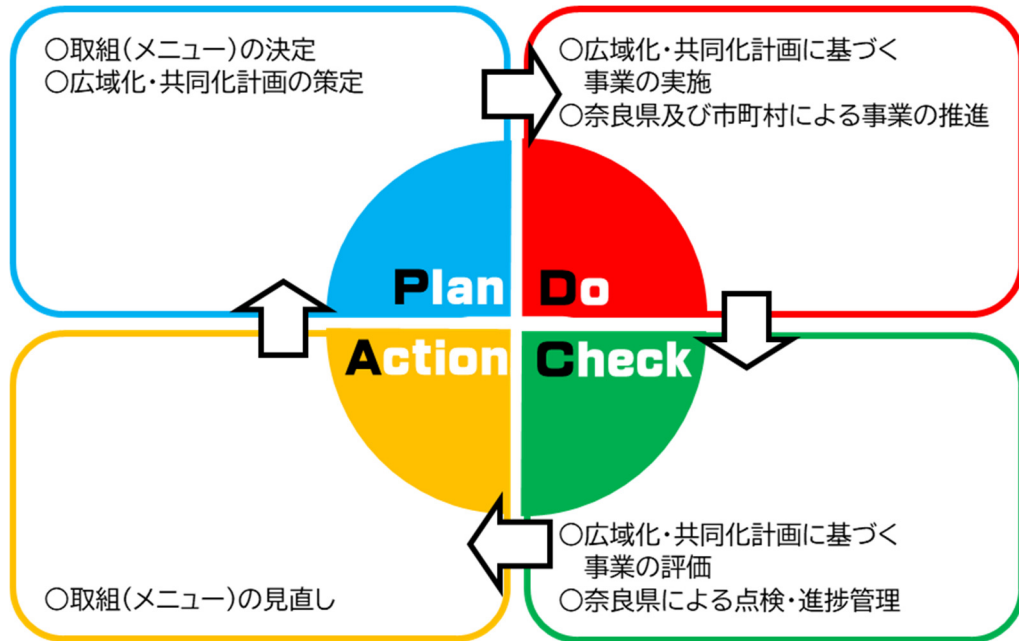 ○取組(メニュー)の決定
○広域化・共同化計画の策定
○広域化・共同化計画に基づく
事業の実施
○奈良県及び市町村による事業の推進
Plan
Do
Action
Check
○取組(メニュー)の見直し
○広域化・共同化計画に基づく
事業の評価
○奈良県による点検・進捗管理